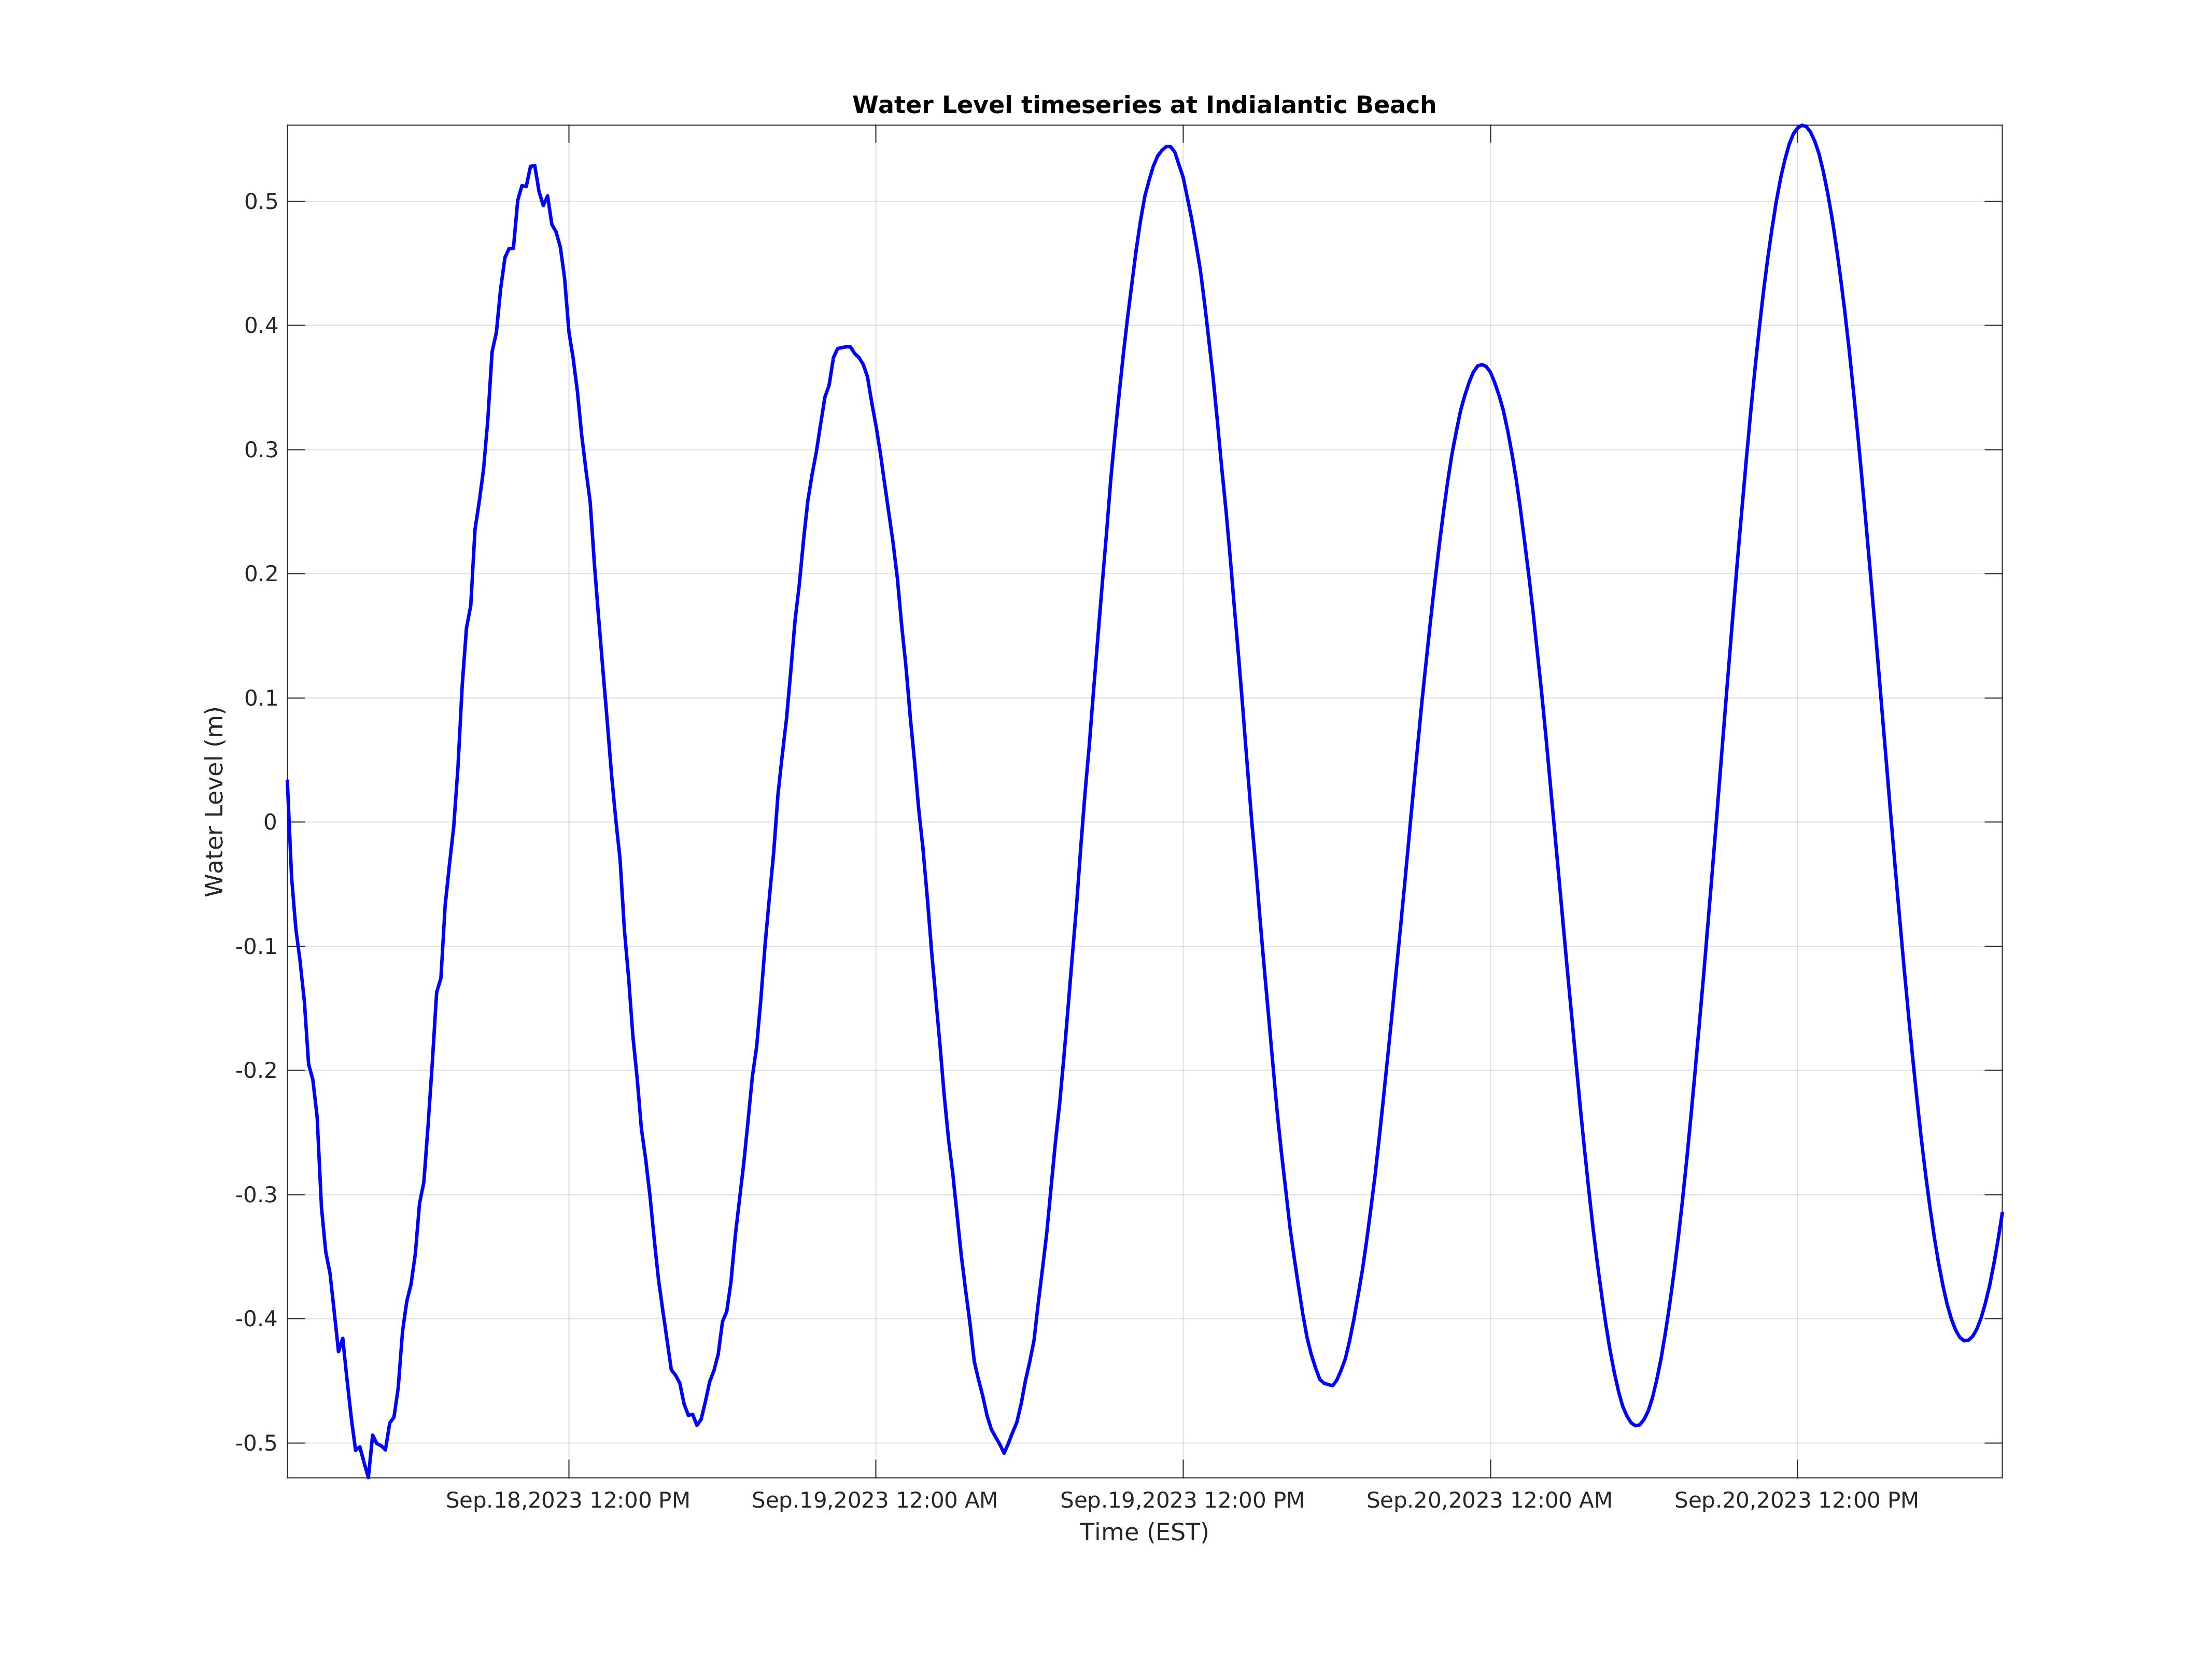 Water Level timeseries at Indialantic Beach
0.5
0.4
0.3
0.2
0.1
0
-0.1
-0.2
-0.3
-0.4
-0.5
Water Level (m)
Sep.18,2023 12:00 PM
Sep.19,2023 12:00 AM
Sep.19,2023 12:00 PM
Sep.20,2023 12:00 AM
Sep.20,2023 12:00 PM
Time (EST)